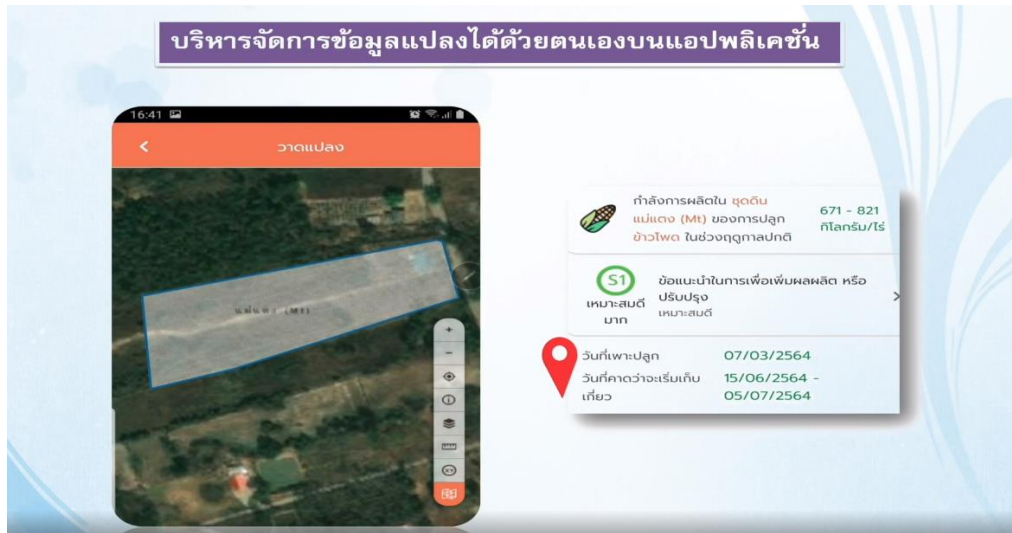 บริหารจัดการข้อมูลแปลงได้ด้วยตนเองบนแอปพลิเคชั่น
16:41
วาดแปลง
แม่แตง (Mt)
กำลังการผลิตใน ชุดดิน
แม่แตง (Mt) ของการปลูก
ข้าวโพด ในช่วงฤดูกาลปกติ
671 - 821
กิโลกรัม/ไร่
S1
เหมาะสมดี
มาก
ข้อแนะนำในการเพื่อเพิ่มผลผลิต หรือ
ปรับปรุง
เหมาะสมดี
วันที่เพาะปลูก 07/03/2564
วันที่คาดว่าจะเริ่มเก็บ 15/06/2564 -
เกี่ยว 05/07/2564